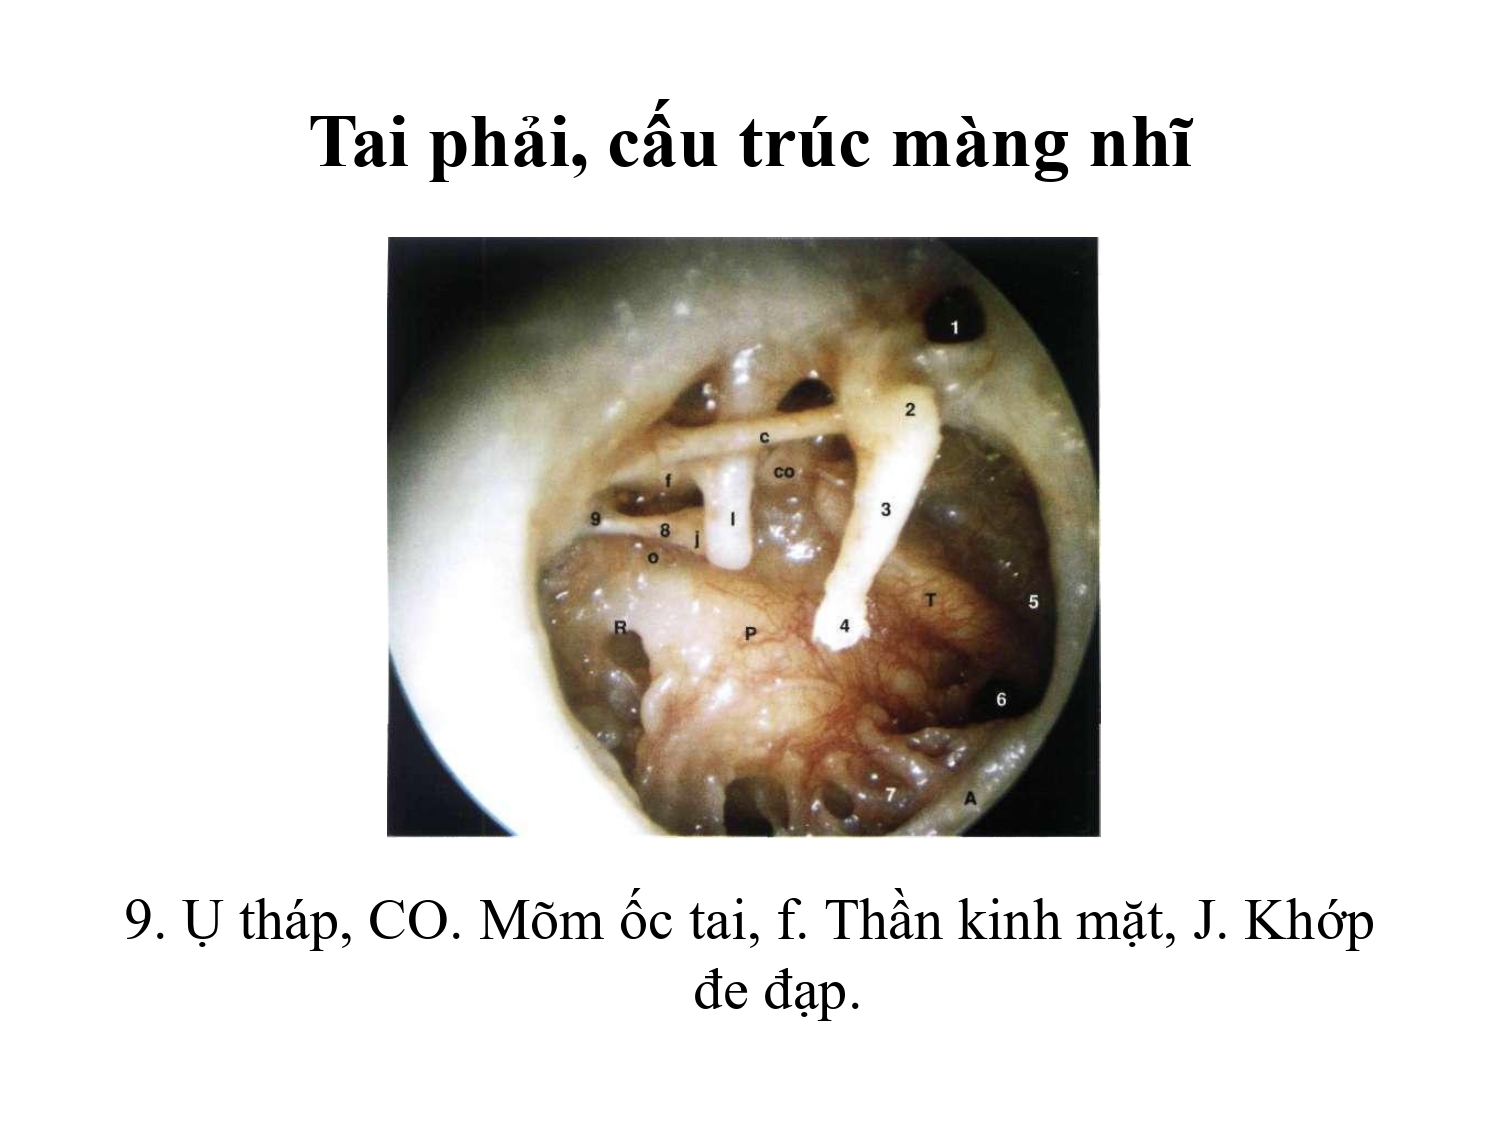 Tai phải, cấu trúc màng nhĩ
1
2
c
co
f
3
9
8
l
j
o
T
5
R
P
4
6
7
A
9. Ụ tháp, CO. Mõm ốc tai, f. Thần kinh mặt, J. Khớp
đe đạp.